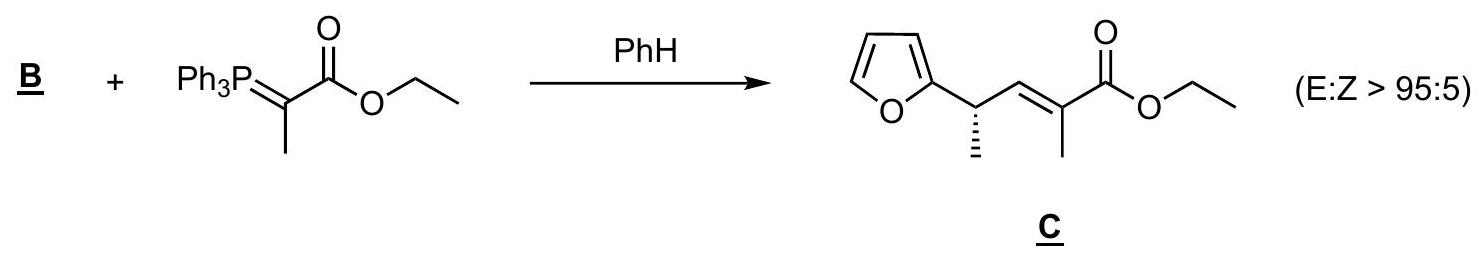 B + Ph3P O O PhH O O O (E:Z > 95:5)
C